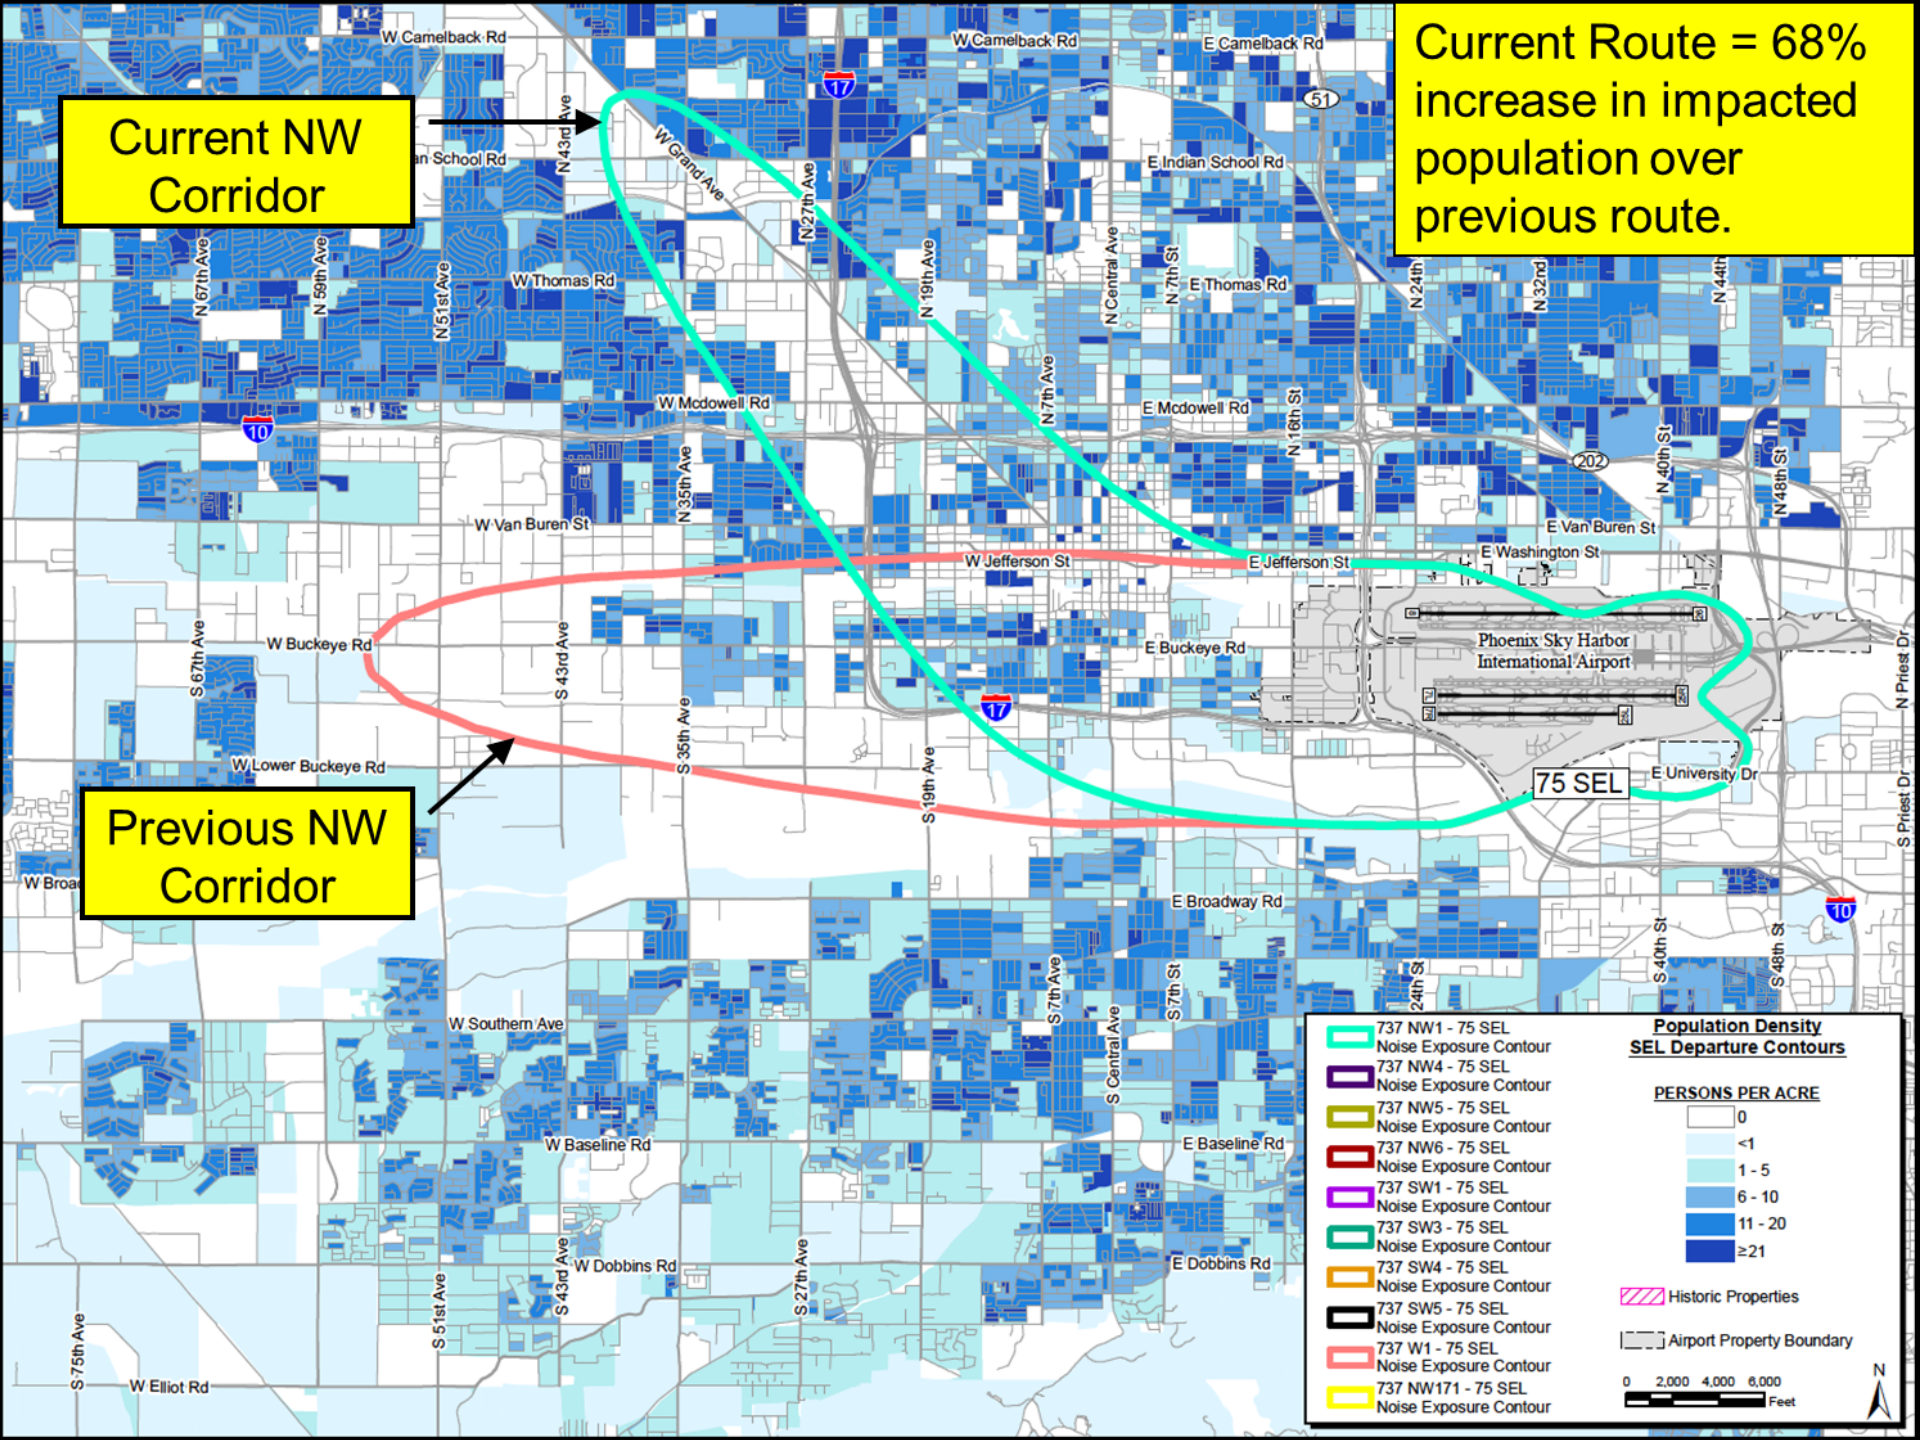 W Camelback Rd
W Camelback Rd
E Camelback Rd
Current Route = 68%
increase in impacted
population over
previous route.
17
51
Current NW
Corridor
N 43rd Ave
an School Rd
W Grand Ave
E Indian School Rd
N 27th Ave
N 67th Ave
N 59th Ave
N 51st Ave
W Thomas Rd
N 19th Ave
N Central Ave
N 7th St
E Thomas Rd
N 24th
N 32nd
N 44th
W Mcdowell Rd
N 7th Ave
E Mcdowell Rd
N 16th St
10
N 35th Ave
202
N 40th St
N 48th St
W Van Buren St
E Van Buren St
W Jefferson St
E Jefferson St
E Washington St
8
26
Phoenix Sky Harbor
International Airport
S 67th Ave
W Buckeye Rd
S 43rd Ave
E Buckeye Rd
N Priest Dr
7L
25R
7R
25L
17
S 35th Ave
W Lower Buckeye Rd
S 19th Ave
75 SEL
E University Dr
S Priest Dr
Previous NW
Corridor
W Broa
E Broadway Rd
10
S 7th Ave
S 7th St
24th St
S 40th St
S 48th St
W Southern Ave
S Central Ave
W Baseline Rd
E Baseline Rd
S 43rd Ave
W Dobbins Rd
S 27th Ave
E Dobbins Rd
S 51st Ave
S 75th Ave
W Elliot Rd
737 NW1 - 75 SEL
Noise Exposure Contour
737 NW4 - 75 SEL
Noise Exposure Contour
737 NW5 - 75 SEL
Noise Exposure Contour
737 NW6 - 75 SEL
Noise Exposure Contour
737 SW1 - 75 SEL
Noise Exposure Contour
737 SW3 - 75 SEL
Noise Exposure Contour
737 SW4 - 75 SEL
Noise Exposure Contour
737 SW5 - 75 SEL
Noise Exposure Contour
737 W1 - 75 SEL
Noise Exposure Contour
737 NW171 - 75 SEL
Noise Exposure Contour
Population Density
SEL Departure Contours
PERSONS PER ACRE
0
<1
1 - 5
6 - 10
11 - 20
≥21
Historic Properties
Airport Property Boundary
N
0 2,000 4,000 6,000
Feet